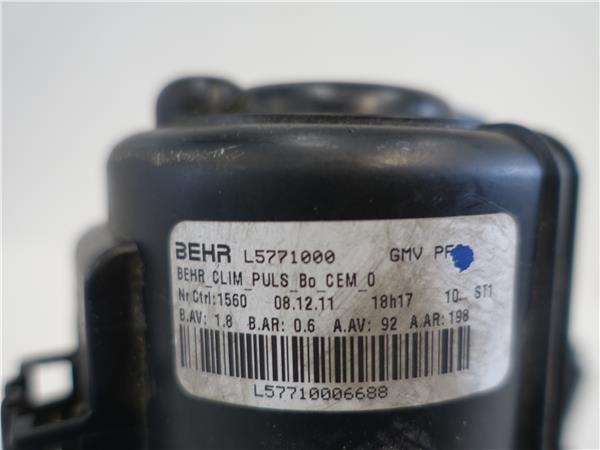 BEHR L5771000 GMV
BEHR_CLIM_PULS_Bo_CEM_0
Nr Ctrl:1560 08.12.11 18h17 10 ST1
B.AV: 1.8 B.AR: 0.6 A.AV: 92 A.AR: 198
L57710006688